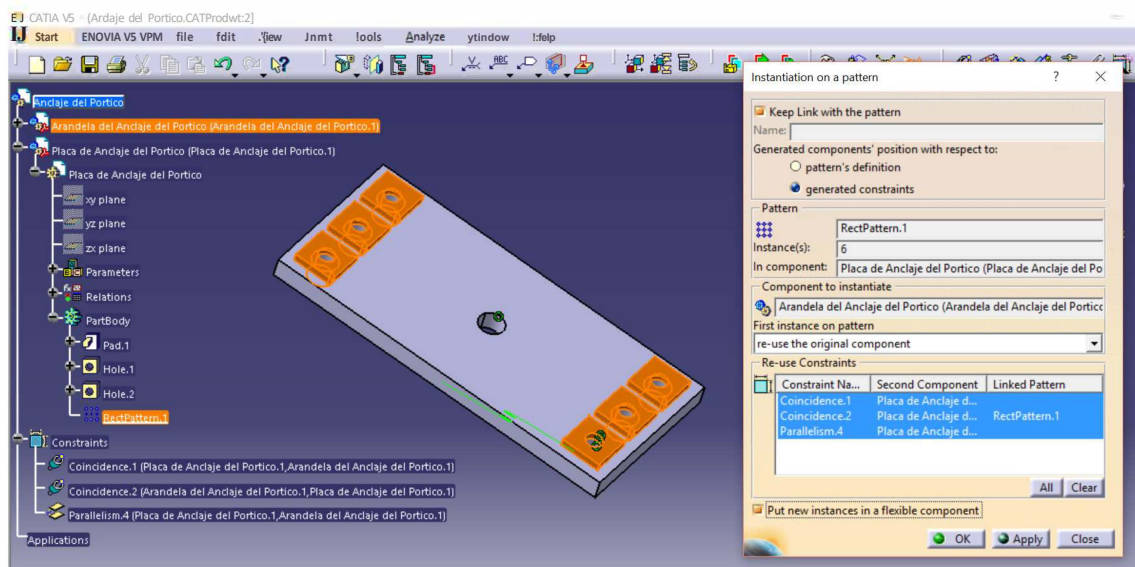 CATIA V5 - (Ardaje del Portico.CATProdwt:2]
Start ENOVIA V5 VPM file fdit .'{iew Jnmt !ools Analyze ytindow !:felp
ABC
Anclaje del Portico
Arandela del Anclaje del Portico (Arandela del Anclaje del Portico.1)
Placa de Anclaje del Portico (Placa de Anclaje del Portico.1)
Placa de Anclaje del Portico
xy plane
yz plane
zx plane
Parameters
Relations
PartBody
Pad.1
Hole.1
Hole.2
RectPattern.1
Constraints
Coincidence.1 (Placa de Anclaje del Portico.1,Arandela del Anclaje del Portico.1)
Coincidence.2 (Arandela del Anclaje del Portico.1,Placa de Anclaje del Portico.1)
Parallelism.4 (Placa de Anclaje del Portico.1,Arandela del Anclaje del Portico.1)
Applications
Instantiation on a pattern ? ×
Keep Link with the pattern
Name:
Generated components' position with respect to:
pattern's definition
generated constraints
Pattern
RectPattern.1
Instance(s): 6
In component: Placa de Anclaje del Portico (Placa de Anclaje del Po
Component to instantiate
Arandela del Anclaje del Portico (Arandela del Anclaje del Portico
First instance on pattern
re-use the original component
Re-use Constraints
Constraint Na... Second Component Linked Pattern
Coincidence.1 Placa de Anclaje d...
Coincidence.2 Placa de Anclaje d... RectPattern.1
Parallelism.4 Placa de Anclaje d...
All Clear
Put new instances in a flexible component
OK Apply Close